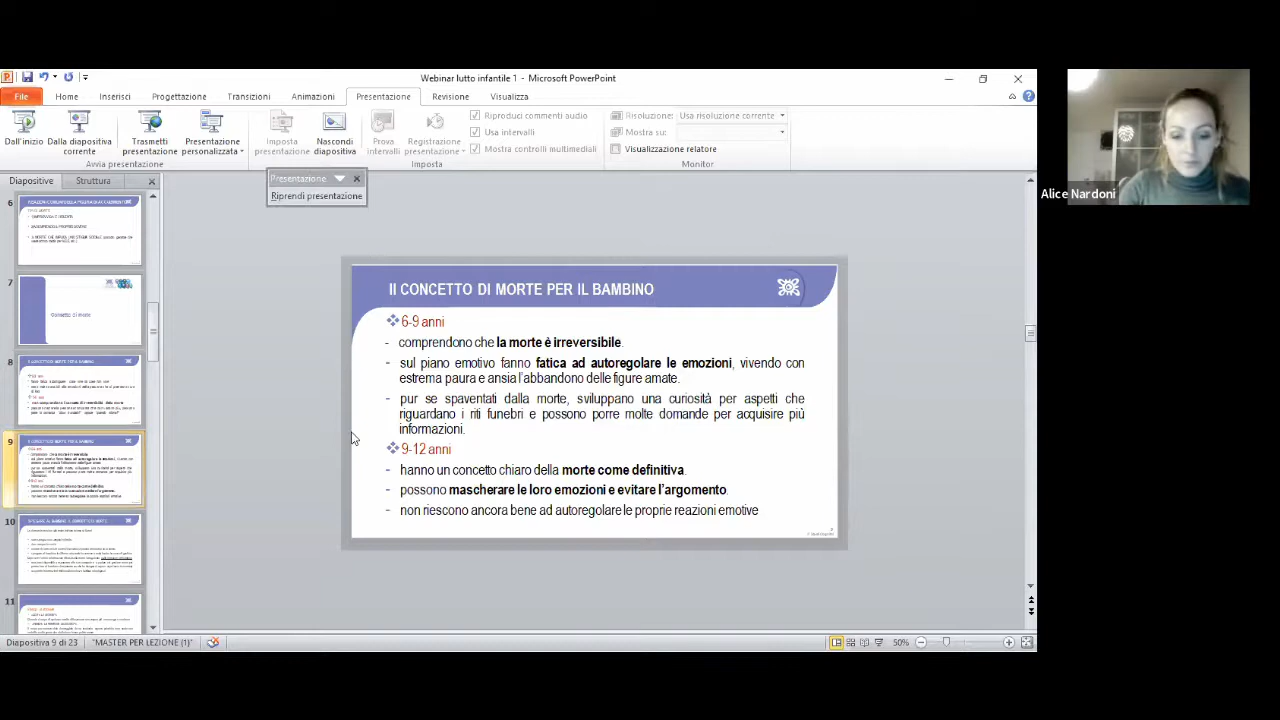 Webinar lutto infantile 1 - Microsoft PowerPoint
File Home Inserisci Progettazione Transizioni Animazioni Presentazione Revisione Visualizza
Dall'inizio
Dalla diapositiva corrente
Trasmetti presentazione
Presentazione personalizzata
Avvia presentazione
Imposta presentazione
Nascondi diapositiva
Prova intervalli
Registrazione presentazione
Riproduci commenti audio
Usa intervalli
Mostra controlli multimediali
Imposta
Risoluzione: Usa risoluzione corrente
Mostra su:
Visualizzazione relatore
Monitor
Diapositive Struttura
Presentazione
Riprendi presentazione
6
7
Concetto di morte
8
9
10
11
Il CONCETTO DI MORTE PER IL BAMBINO
6-9 anni
- comprendono che la morte è irreversibile.
- sul piano emotivo fanno fatica ad autoregolare le emozioni, vivendo con
estrema paura o ansia l'abbandono delle figure amate.
- pur se spaventati dalla morte, sviluppano una curiosità per aspetti che
riguardano i funerali e possono porre molte domande per acquisire più
informazioni.
9-12 anni
- hanno un concetto chiaro della morte come definitiva.
- possono mascherare le loro emozioni e evitare l'argomento.
- non riescono ancora bene ad autoregolare le proprie reazioni emotive
Diapositiva 9 di 23 "MASTER PER LEZIONE (1)" 50%
Alice Nardoni